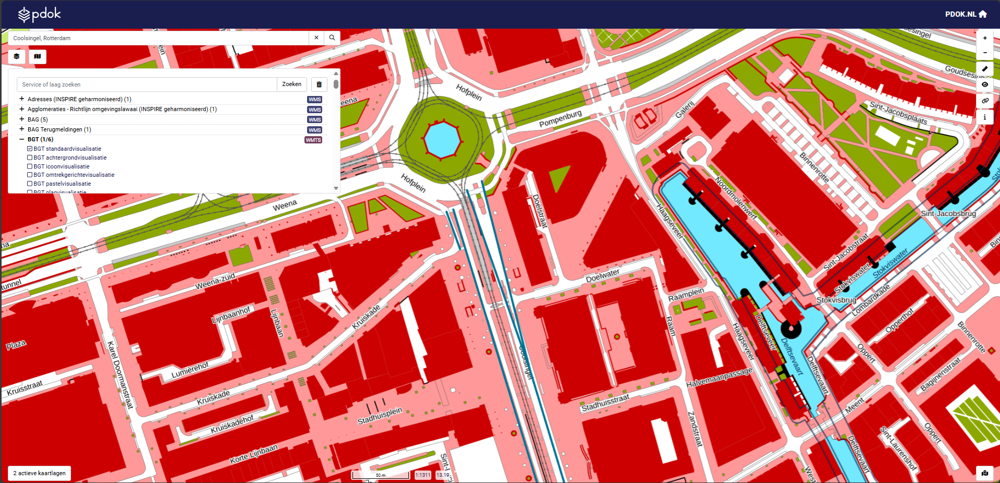 pdok
PDOK.NL
Coolsingel, Rotterdam
Service of laag zoeken
Zoeken
Adresses (INSPIRE geharmoniseerd) (1)
WMS
Agglomeraties - Richtlijn omgevingslawaai (INSPIRE geharmoniseerd) (1)
WMS
BAG (5)
WMS
BAG Terugmeldingen (1)
WMS
BGT (1/6)
WMTS
BGT standaardvisualisatie
BGT achtergrondvisualisatie
BGT icoonvisualisatie
BGT omtrekgerichtevisualisatie
BGT pastelvisualisatie
BGT planvisualisatie
Hofplein
Pompenburg
Galerij
Goudsesingel
Sint-Jacobsplaats
Binnenrotte
Hofplein
Weena
Doelstraat
Haagseveer
Noordmolenwerf
Sint-Jacobsbrug
Sint-Jacobstraat
Stokviswater
Stokviswater
Stokvisbrug
Lombardkade
Weena-zuid
Doelwater
Raamplein
Lijnbaanhof
Lijnbaan
Kruiskade
Raam
Haagseveer
Delftseveer
Delftsevaart
Delftsevaart
Opperthof
Oppert
Binnenrotte
Bagijnenstraat
Plaza
Karel Doormanstraat
Lumièrehof
Kruisstraat
Kruiskade
Coolsingel
Halvemaanpassage
Stadhuisstraat
Meent
Stadhuisplein
Kruiskadehof
Zandstraat
Oppert
Sint-Laurenshof
Delftsevaart
Korte Lijnbaan
2 actieve kaartlagen
50 m
1:1311
13.19